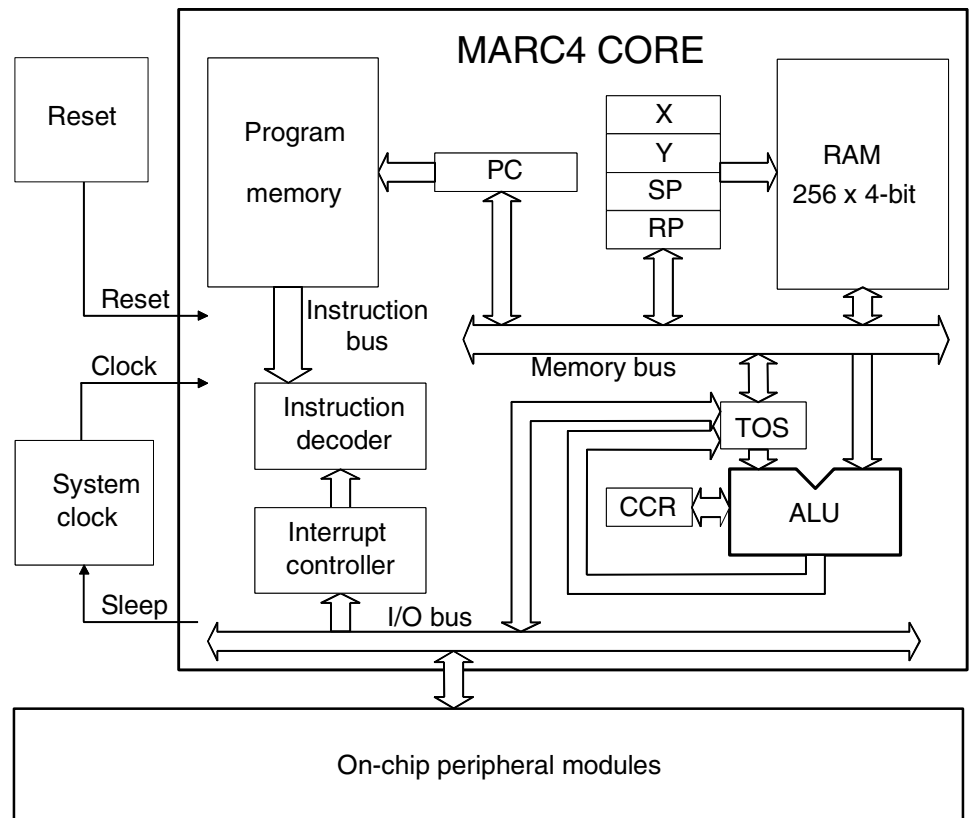 MARC4 CORE
Reset
Program
memory
PC
X
Y
SP
RP
RAM
256 x 4-bit
Reset
Instruction
bus
Clock
Memory bus
Instruction
decoder
TOS
System
clock
CCR
ALU
Interrupt
controller
Sleep
I/O bus
On-chip peripheral modules